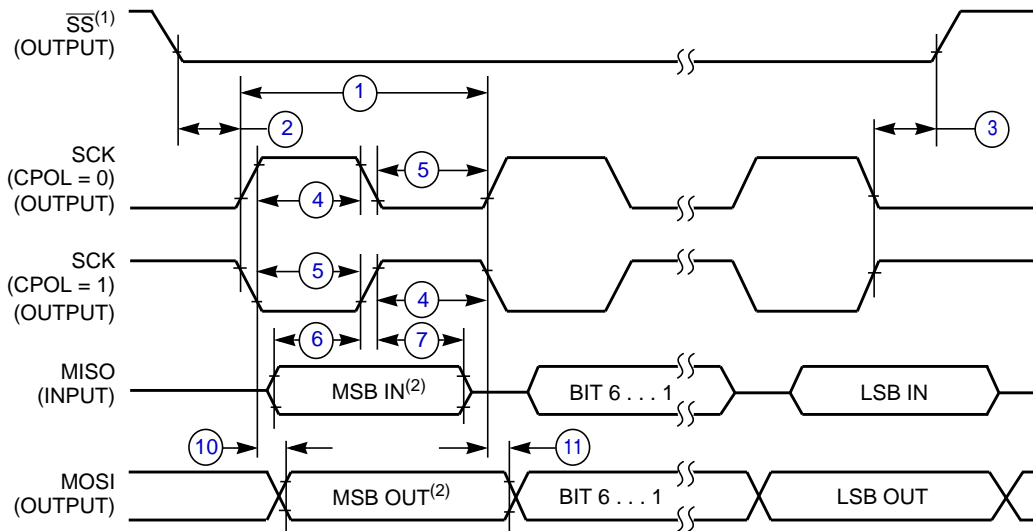 SS(1)
(OUTPUT)
1
2
3
SCK
(CPOL = 0)
(OUTPUT)
5
4
SCK
(CPOL = 1)
(OUTPUT)
5
4
6
7
MISO
(INPUT)
MSB IN(2)
BIT 6 . . . 1
LSB IN
10
11
MOSI
(OUTPUT)
MSB OUT(2)
BIT 6 . . . 1
LSB OUT